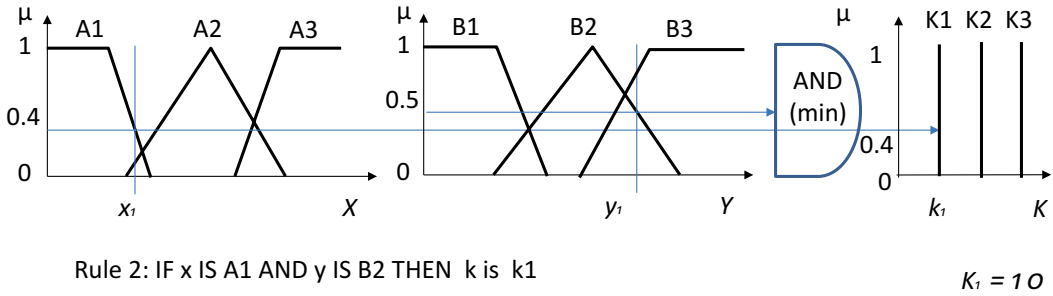 μ A1 A2 A3
1
0.4
0
x1 X
B1 B2 B3
1
0.5
0
y1 Y
AND
(min)
μ K1 K2 K3
1
0.4
0
k1 K
Rule 2: IF x IS A1 AND y IS B2 THEN k is k1
K1 = 10